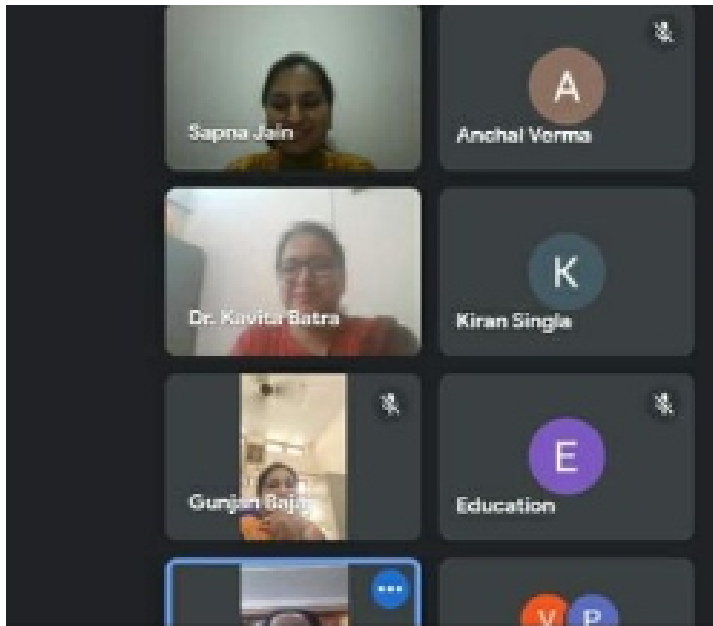 Sapna Jain
A
Anchal Verma
Dr. Kavita Batra
K
Kiran Singla
Gunjan
E
Education
V P